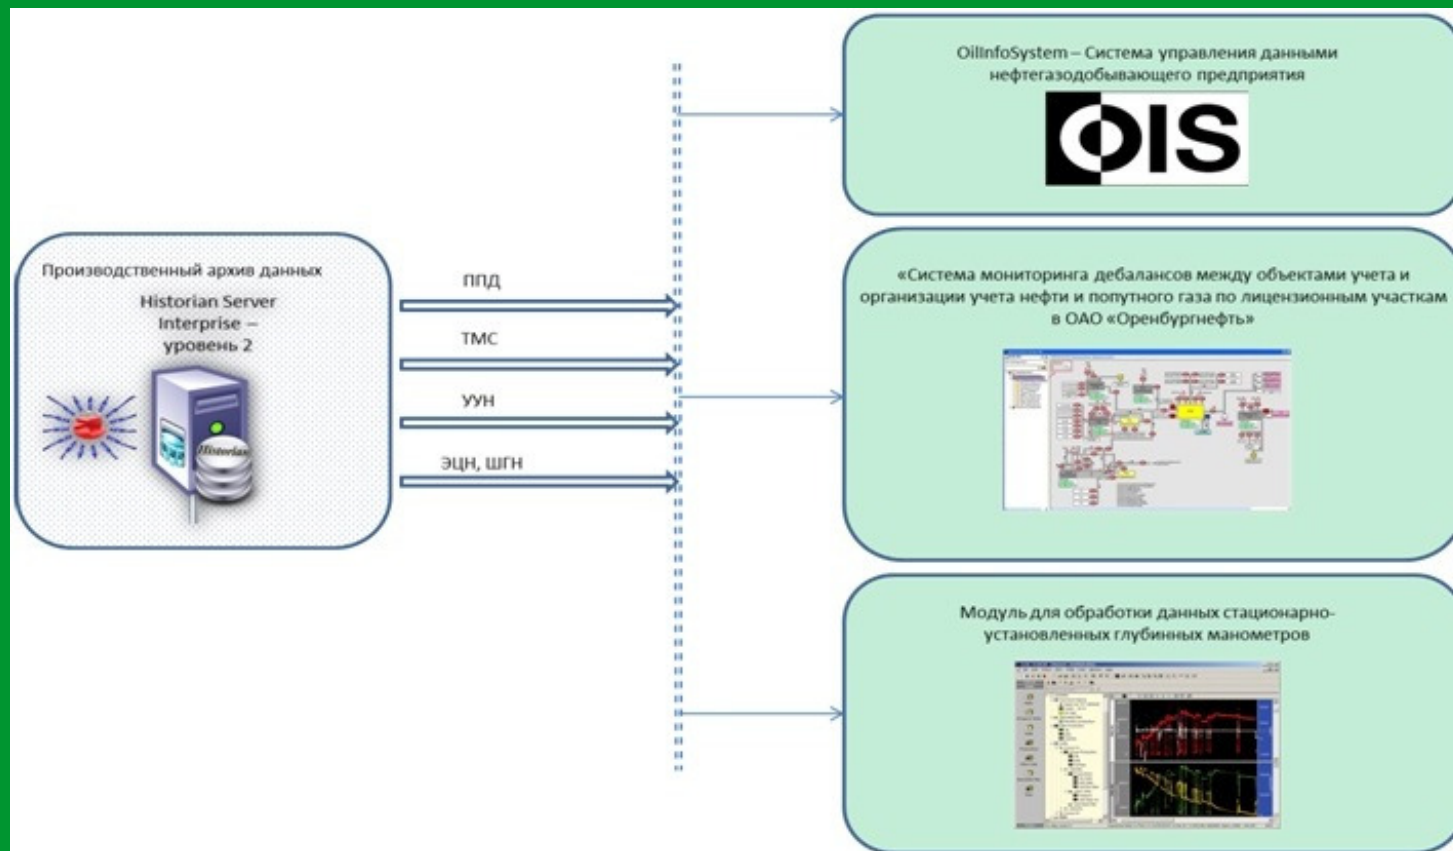 Производственный архив данных
Historian Server
Interprise –
уровень 2
Historian
ППД
ТМС
УУН
ЭЦН, ШГН
OilInfoSystem – Система управления данными
нефтегазодобывающего предприятия
OIS
«Система мониторинга дебалансов между объектами учета и
организации учета нефти и попутного газа по лицензионным участкам
в ОАО «Оренбургнефть»
Модуль для обработки данных стационарно-
установленных глубинных манометров